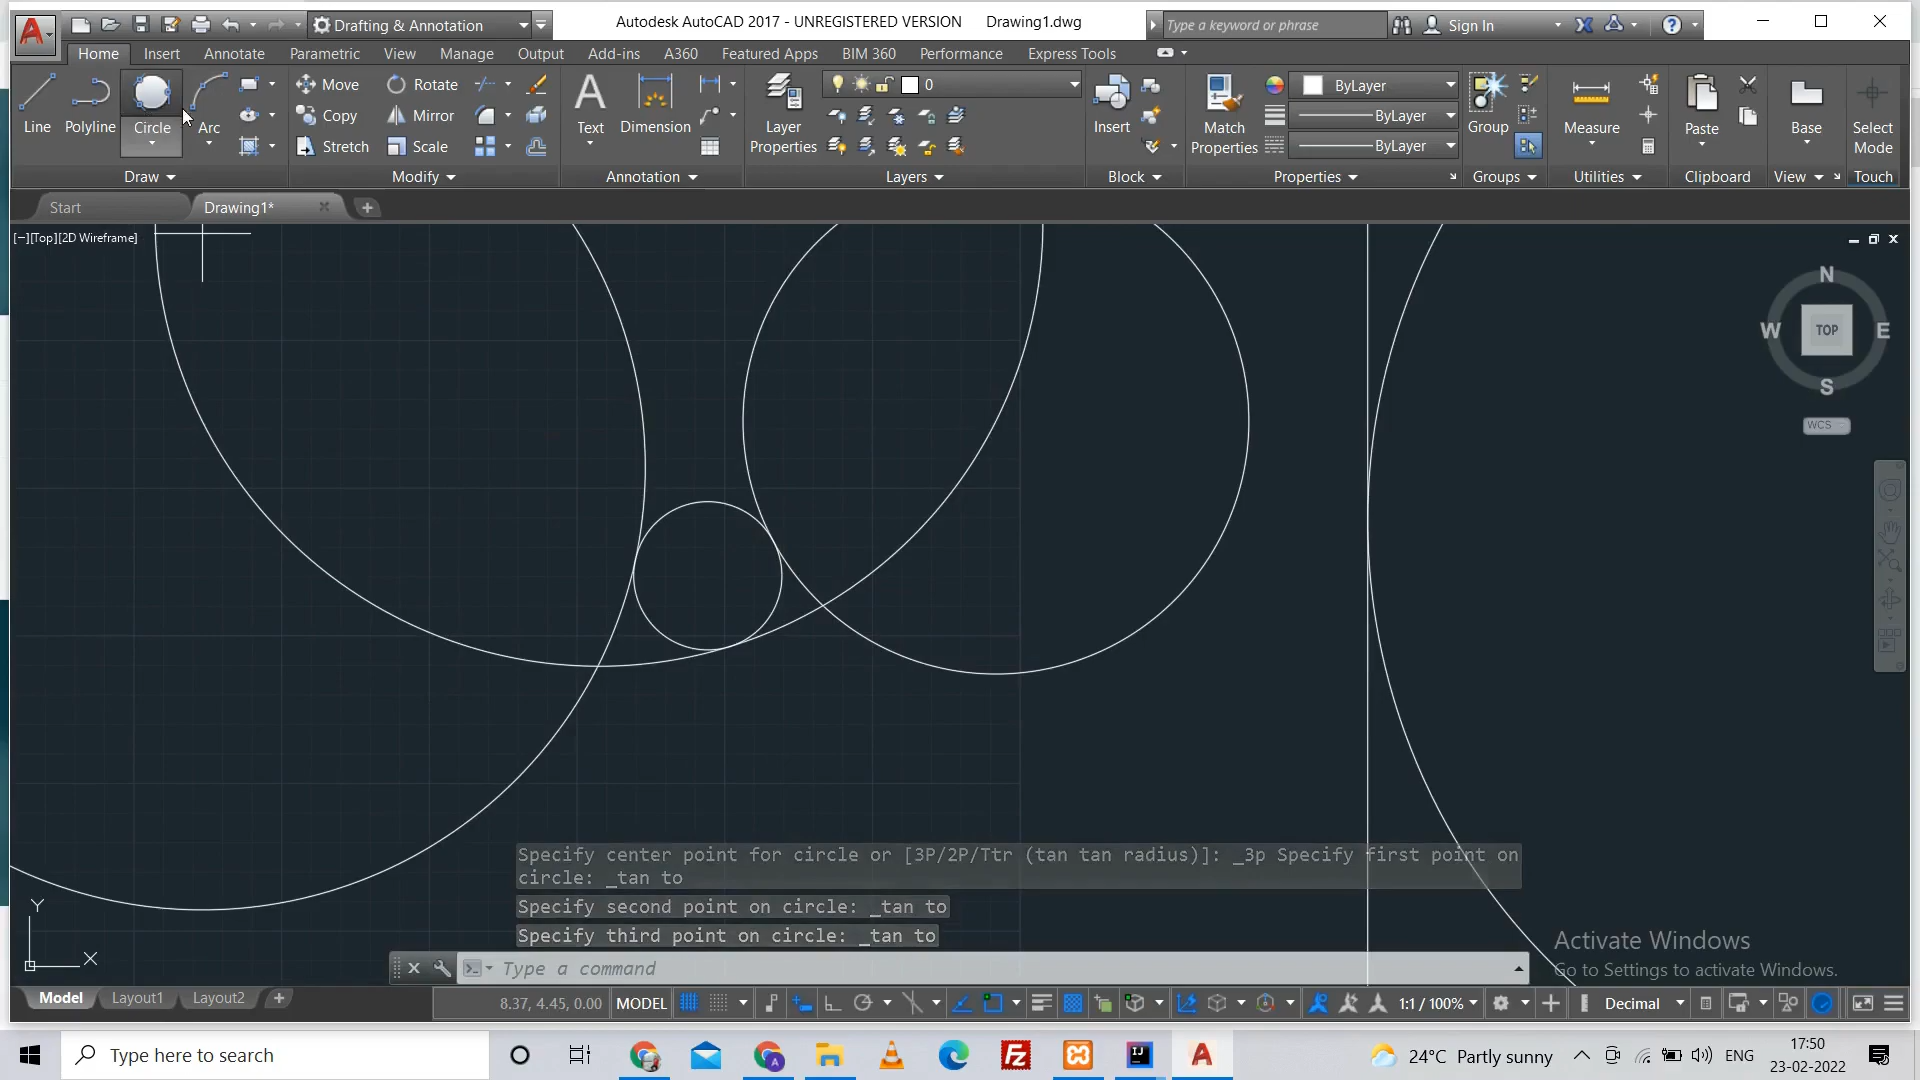 Drafting & Annotation
Autodesk AutoCAD 2017 - UNREGISTERED VERSION Drawing1.dwg
Type a keyword or phrase
Sign In
Home Insert Annotate Parametric View Manage Output Add-ins A360 Featured Apps BIM 360 Performance Express Tools
Line Polyline Circle Arc
Draw
Move Rotate
Copy Mirror
Stretch Scale
Modify
Text Dimension
Annotation
Layer Properties
0
Layers
Insert
Block
Match Properties
ByLayer
ByLayer
ByLayer
Properties
Group
Groups
Measure
Utilities
Paste
Clipboard
Base
View
Select Mode
Touch
Start Drawing1*
[−][Top][2D Wireframe]
N
W TOP E
S
WCS
Specify center point for circle or [3P/2P/Ttr (tan tan radius)]: _3p Specify first point on
circle: _tan to
Specify second point on circle: _tan to
Specify third point on circle: _tan to
Y
X
Type a command
Activate Windows
Go to Settings to activate Windows.
Model Layout1 Layout2
8.37, 4.45, 0.00 MODEL 1:1 / 100% Decimal
Type here to search
24°C Partly sunny ENG
17:50
23-02-2022